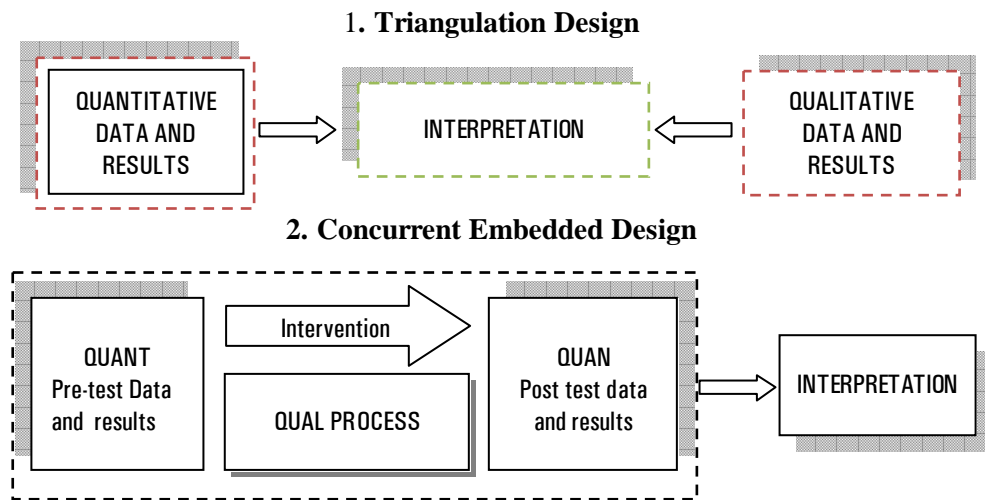 1. Triangulation Design
QUANTITATIVE
DATA AND
RESULTS
INTERPRETATION
QUALITATIVE
DATA AND
RESULTS
2. Concurrent Embedded Design
QUANT
Pre-test Data
and results
Intervention
QUAL PROCESS
QUAN
Post test data
and results
INTERPRETATION